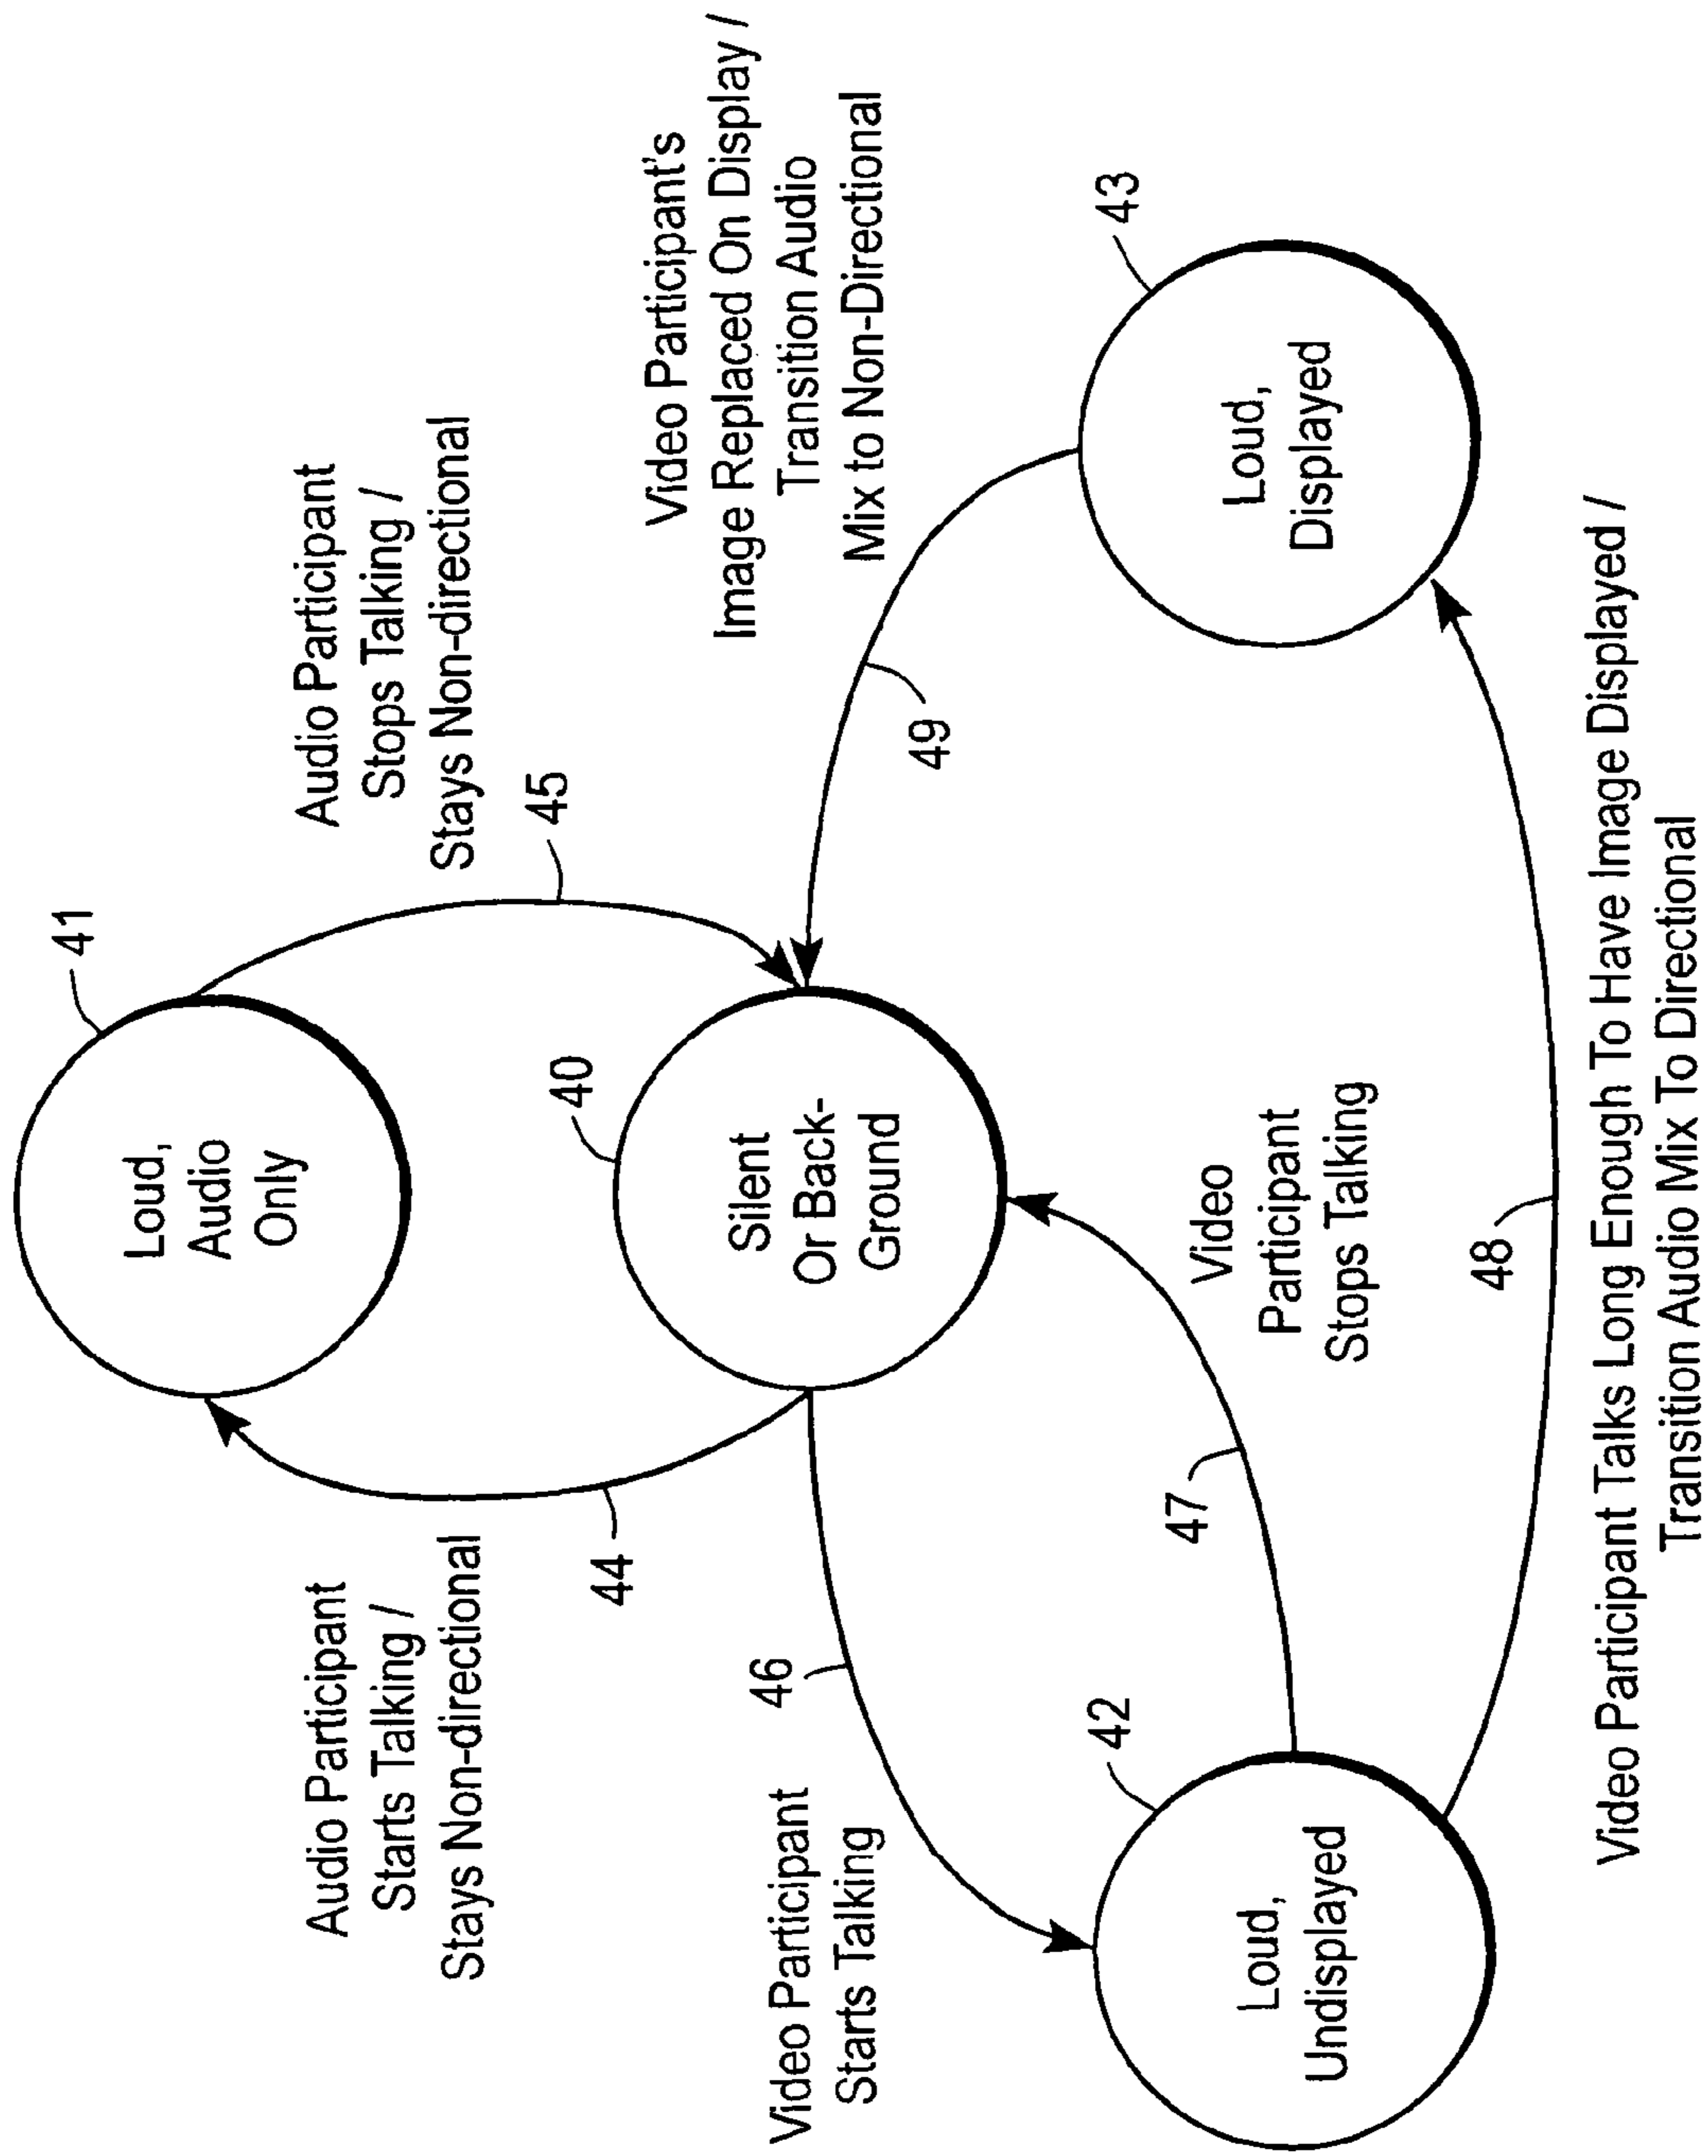 41
Loud,
Audio
Only
Audio Participant
Starts Talking /
Stays Non-directional
44
Audio Participant
Stops Talking /
Stays Non-directional
45
40
Silent
Or Back-
Ground
Video Participant's
Image Replaced On Display /
Transition Audio
Mix to Non-Directional
49
Video Participant
Starts Talking
46
42
Loud,
Undisplayed
47
Video
Participant
Stops Talking
43
Loud,
Displayed
48
Video Participant Talks Long Enough To Have Image Displayed /
Transition Audio Mix To Directional